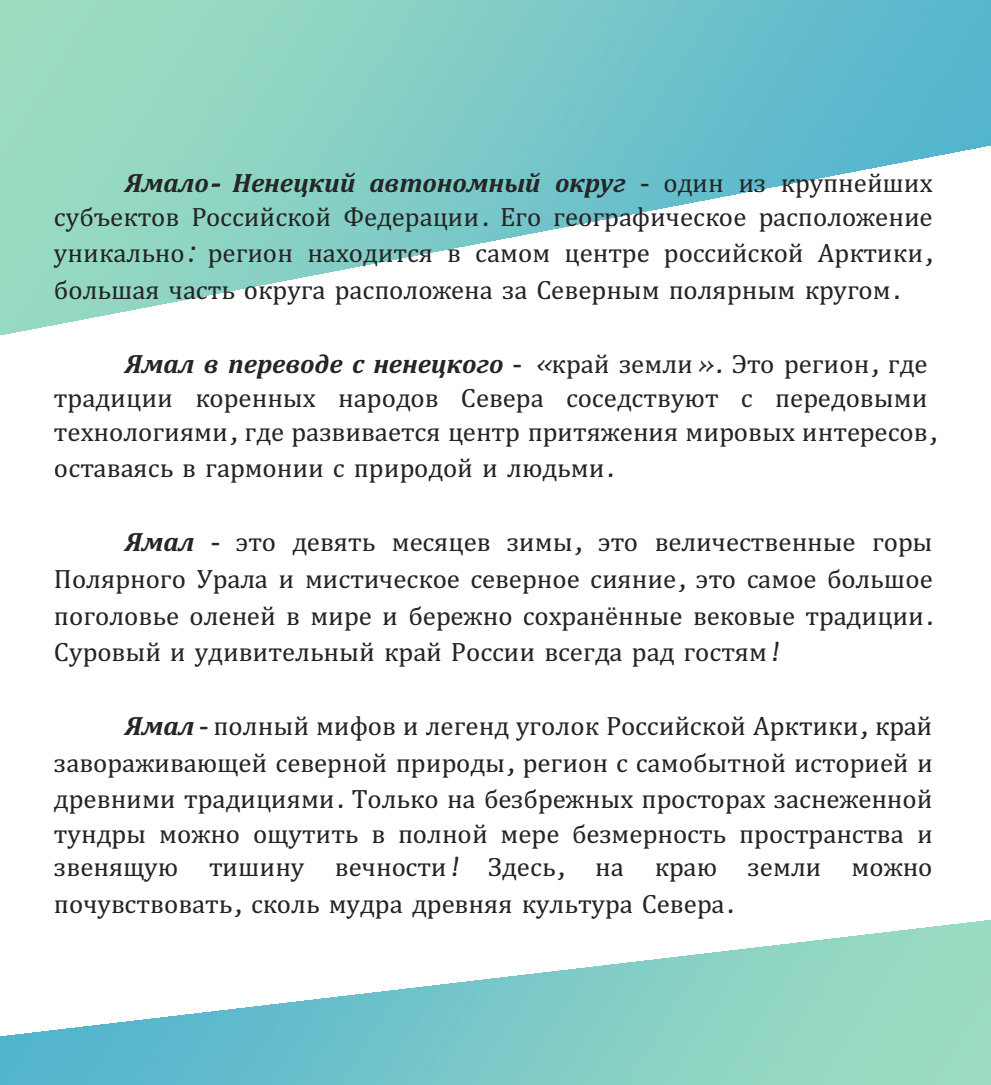 Ямало- Ненецкий автономный округ - один из крупнейших
субъектов Российской Федерации. Его географическое расположение
уникально: регион находится в самом центре российской Арктики,
большая часть округа расположена за Северным полярным кругом.
Ямал в переводе с ненецкого - «край земли». Это регион, где
традиции коренных народов Севера соседствуют с передовыми
технологиями, где развивается центр притяжения мировых интересов,
оставаясь в гармонии с природой и людьми.
Ямал - это девять месяцев зимы, это величественные горы
Полярного Урала и мистическое северное сияние, это самое большое
поголовье оленей в мире и бережно сохранённые вековые традиции.
Суровый и удивительный край России всегда рад гостям!
Ямал - полный мифов и легенд уголок Российской Арктики, край
завораживающей северной природы, регион с самобытной историей и
древними традициями. Только на безбрежных просторах заснеженной
тундры можно ощутить в полной мере безмерность пространства и
звенящую тишину вечности! Здесь, на краю земли можно
почувствовать, сколь мудра древняя культура Севера.